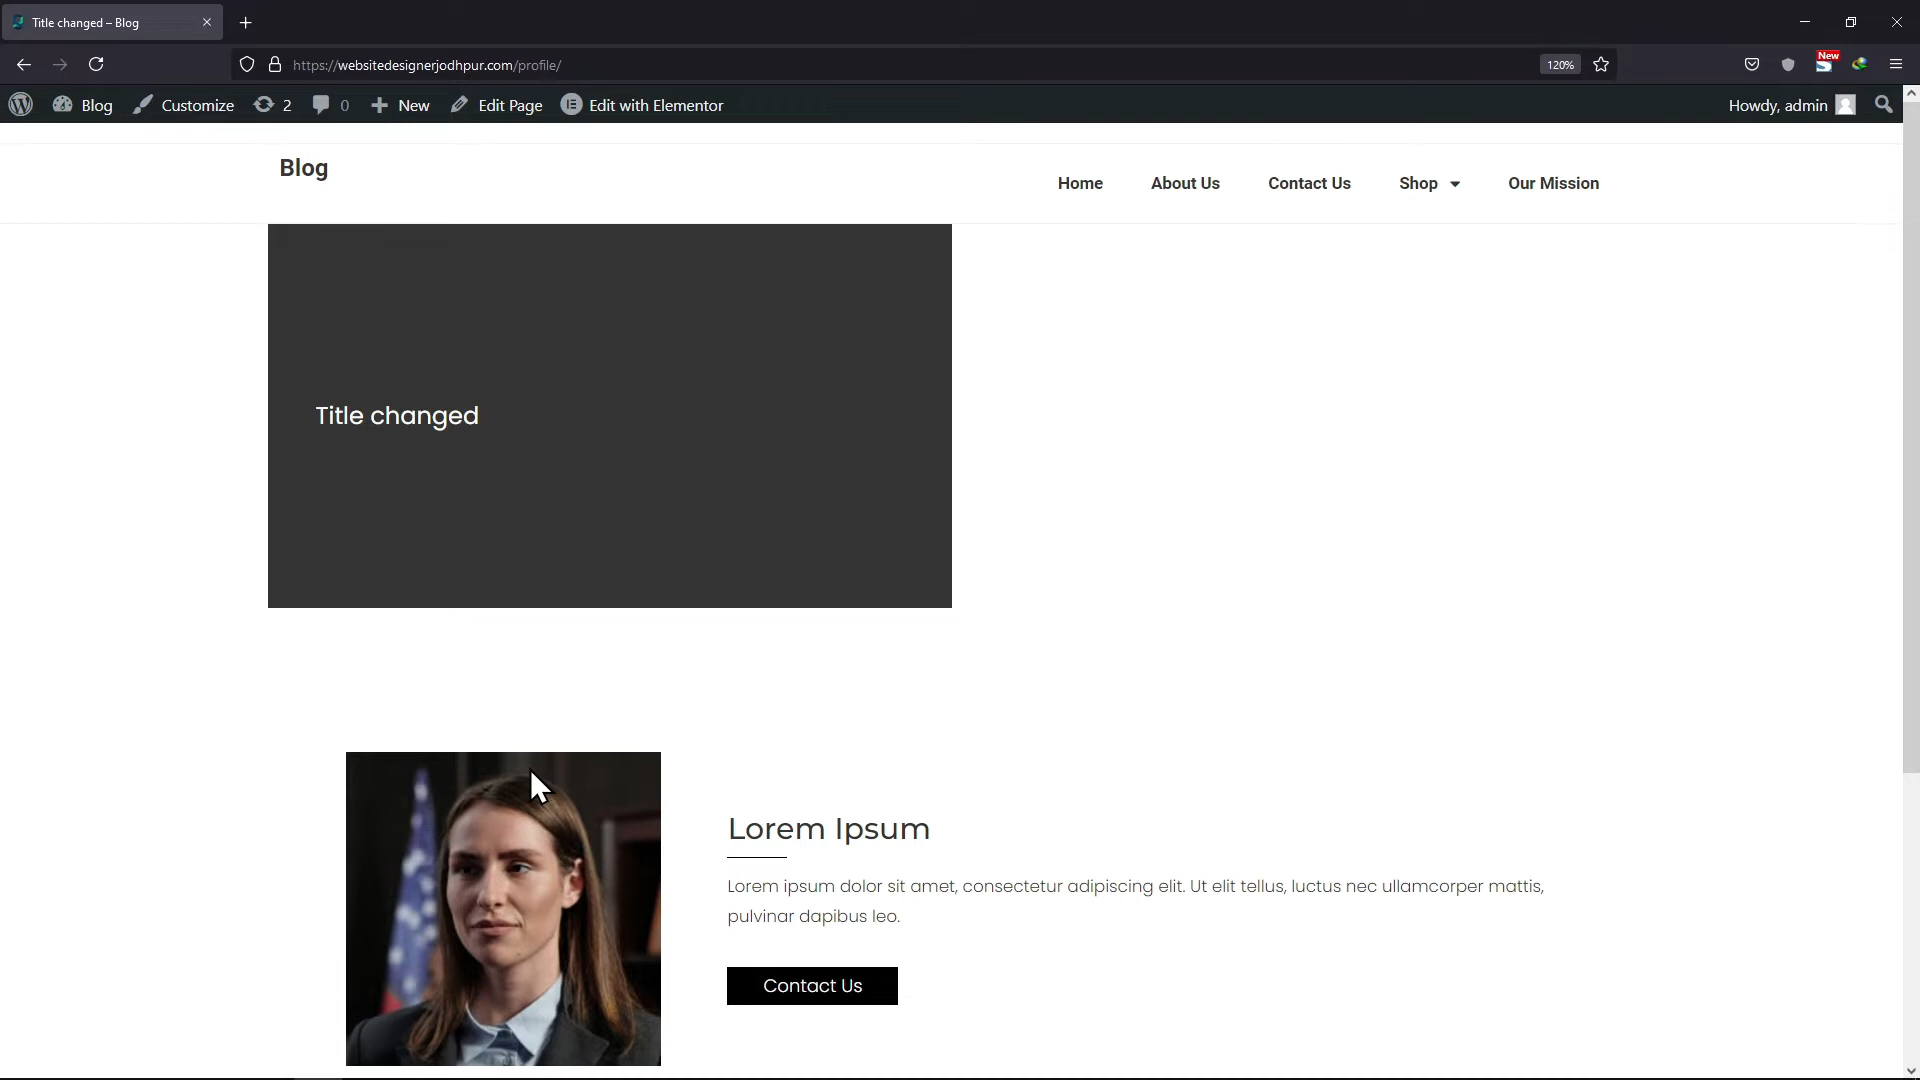 Title changed – Blog
https://websitedesignerjodhpur.com/profile/
120%
New
Blog
Customize
2
0
New
Edit Page
Edit with Elementor
Howdy, admin
Blog
Home
About Us
Contact Us
Shop
Our Mission
Title changed
Lorem Ipsum
Lorem ipsum dolor sit amet, consectetur adipiscing elit. Ut elit tellus, luctus nec ullamcorper mattis,
pulvinar dapibus leo.
Contact Us